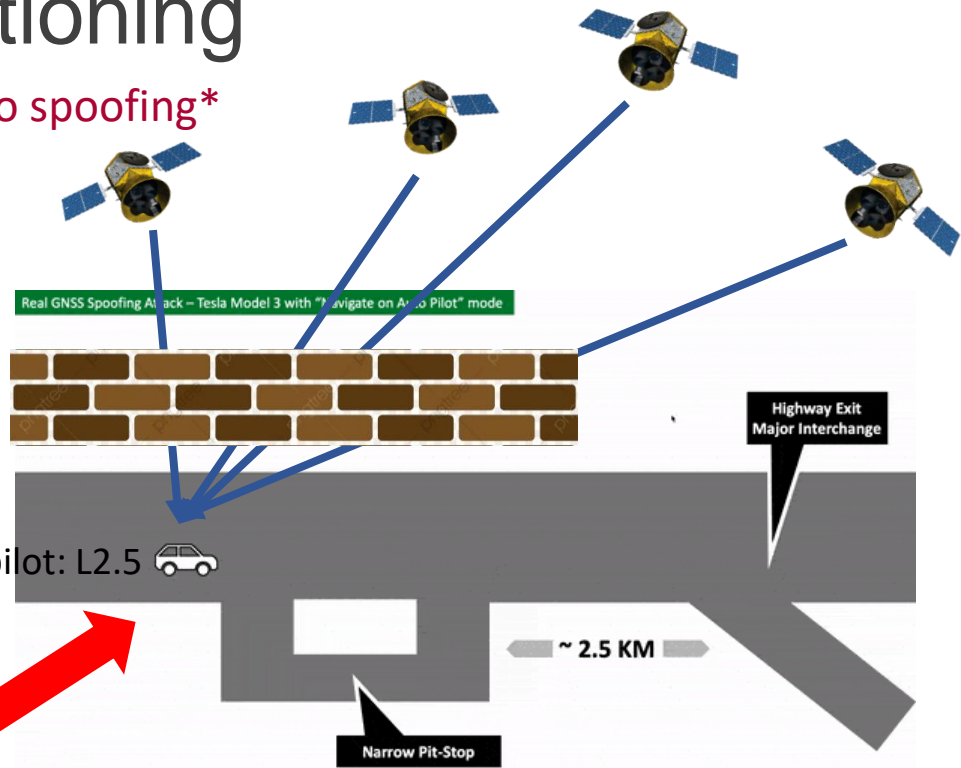 tioning
o spoofing*
Real GNSS Spoofing Attack – Tesla Model 3 with "Navigate on Auto Pilot" mode
Highway Exit
Major Interchange
ilot: L2.5
~ 2.5 KM
Narrow Pit-Stop